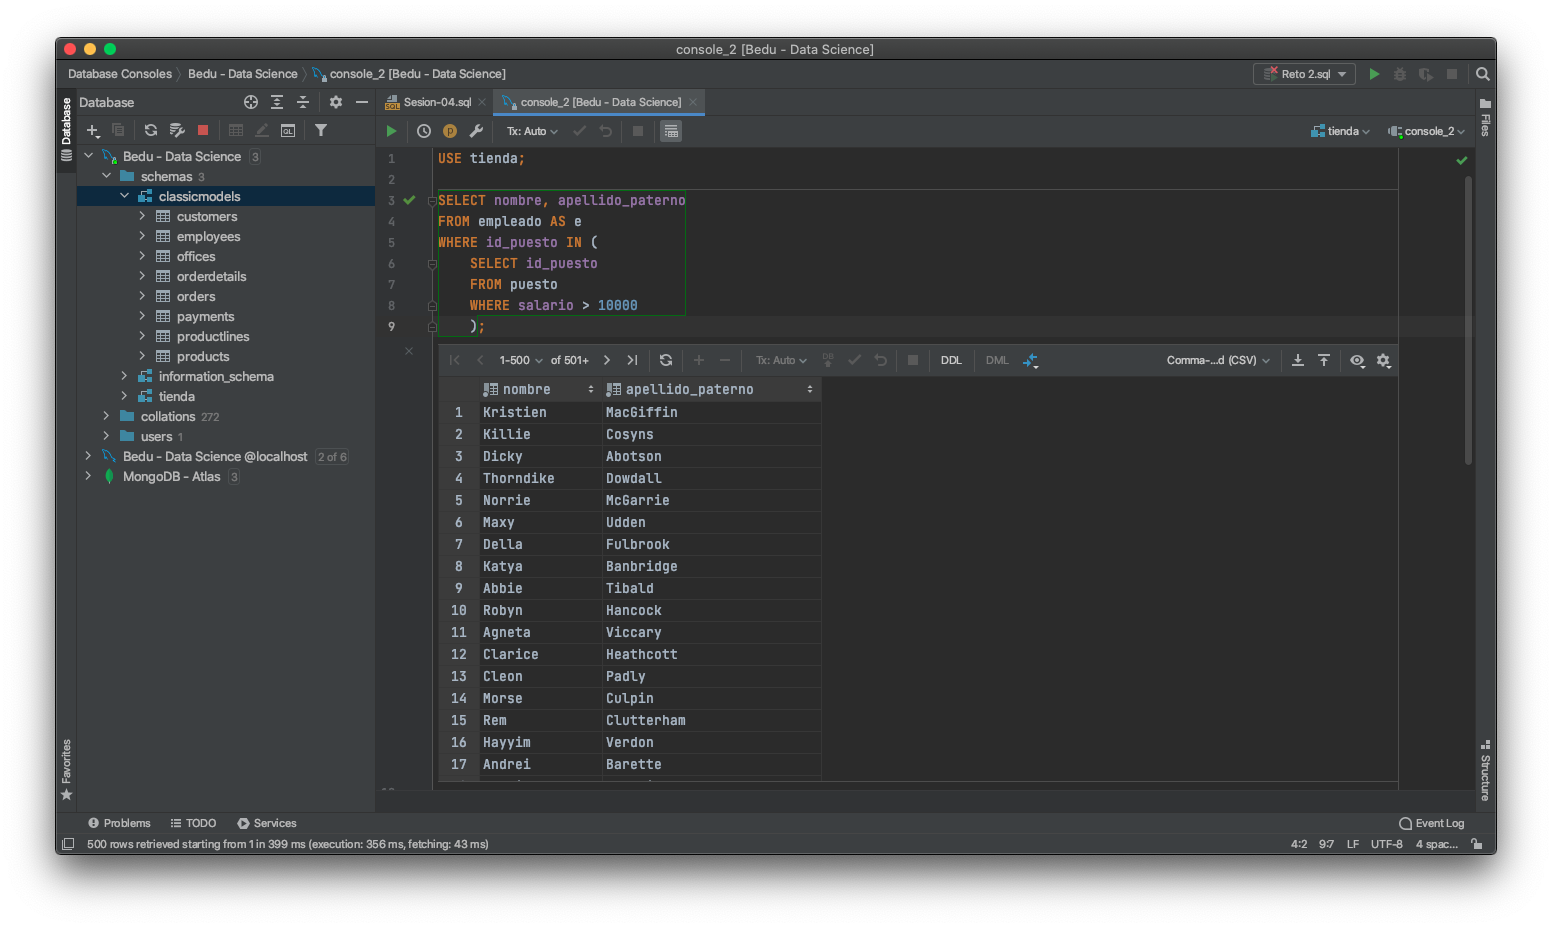 console_2 [Bedu - Data Science]
Database Consoles
Bedu - Data Science
console_2 [Bedu - Data Science]
Reto 2.sql
Database
Database
Sesion-04.sql
console_2 [Bedu - Data Science]
Files
QL
Tx: Auto
tienda
console_2
Bedu - Data Science 3
schemas 3
classicmodels
customers
employees
offices
orderdetails
orders
payments
productlines
products
information_schema
tienda
collations 272
users 1
Bedu - Data Science @localhost 2 of 6
MongoDB - Atlas 3
1 USE tienda;
2
3 SELECT nombre, apellido_paterno
4 FROM empleado AS e
5 WHERE id_puesto IN (
6 SELECT id_puesto
7 FROM puesto
8 WHERE salario > 10000
9 );
1-500 of 501+
Tx: Auto
DB
DDL
DML
Comma-...d (CSV)
nombre apellido_paterno
1 Kristien MacGiffin
2 Killie Cosyns
3 Dicky Abotson
4 Thorndike Dowdall
5 Norrie McGarrie
6 Maxy Udden
7 Della Fulbrook
8 Katya Banbridge
9 Abbie Tibald
10 Robyn Hancock
11 Agneta Viccary
12 Clarice Heathcott
13 Cleon Padly
14 Morse Culpin
15 Rem Clutterham
16 Hayyim Verdon
17 Andrei Barette
Favorites
Structure
Problems
TODO
Services
Event Log
500 rows retrieved starting from 1 in 399 ms (execution: 356 ms, fetching: 43 ms)
4:2 9:7 LF UTF-8 4 spac...